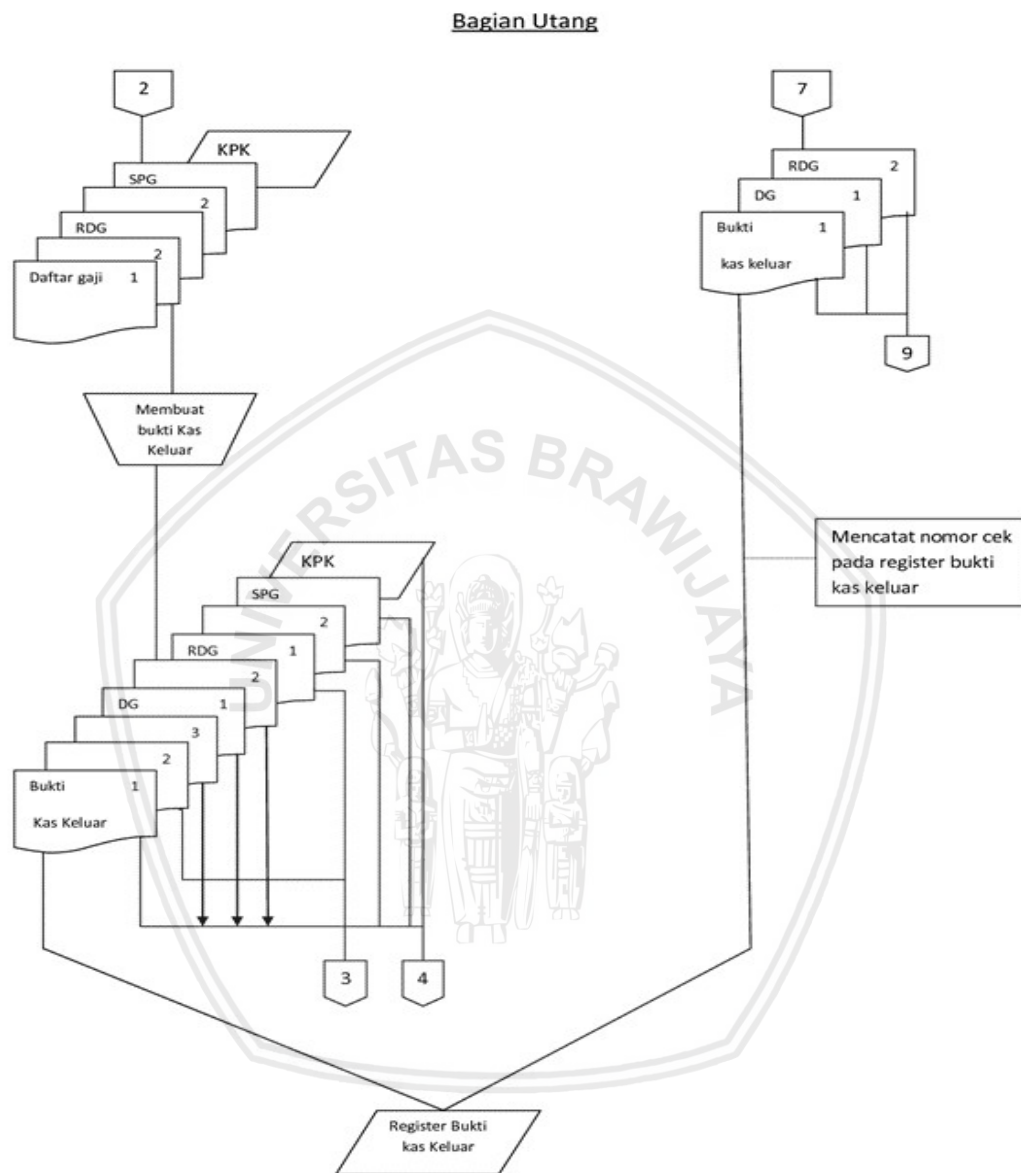 Bagian Utang
2
KPK
SPG
2
RDG
2
Daftar gaji 1
Membuat
bukti Kas
Keluar
KPK
SPG
2
RDG 1
2
DG 1
3
2
Bukti 1
Kas Keluar
3
4
7
RDG 2
DG 1
Bukti 1
kas keluar
9
Mencatat nomor cek
pada register bukti
kas keluar
Register Bukti
kas Keluar
UNIVERSITAS BRAWIJAYA